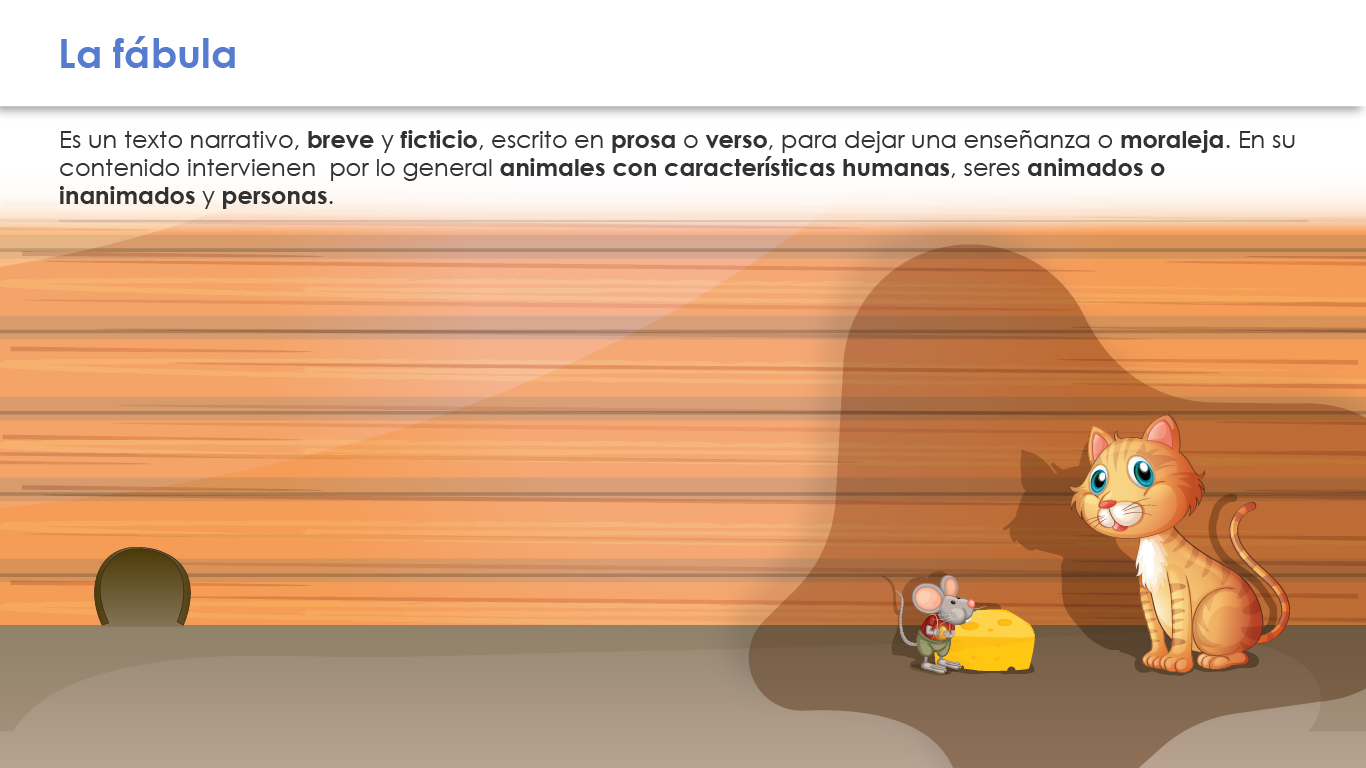 La fábula
Es un texto narrativo, breve y ficticio, escrito en prosa o verso, para dejar una enseñanza o moraleja. En su
contenido intervienen  por lo general animales con características humanas, seres animados o
inanimados y personas.